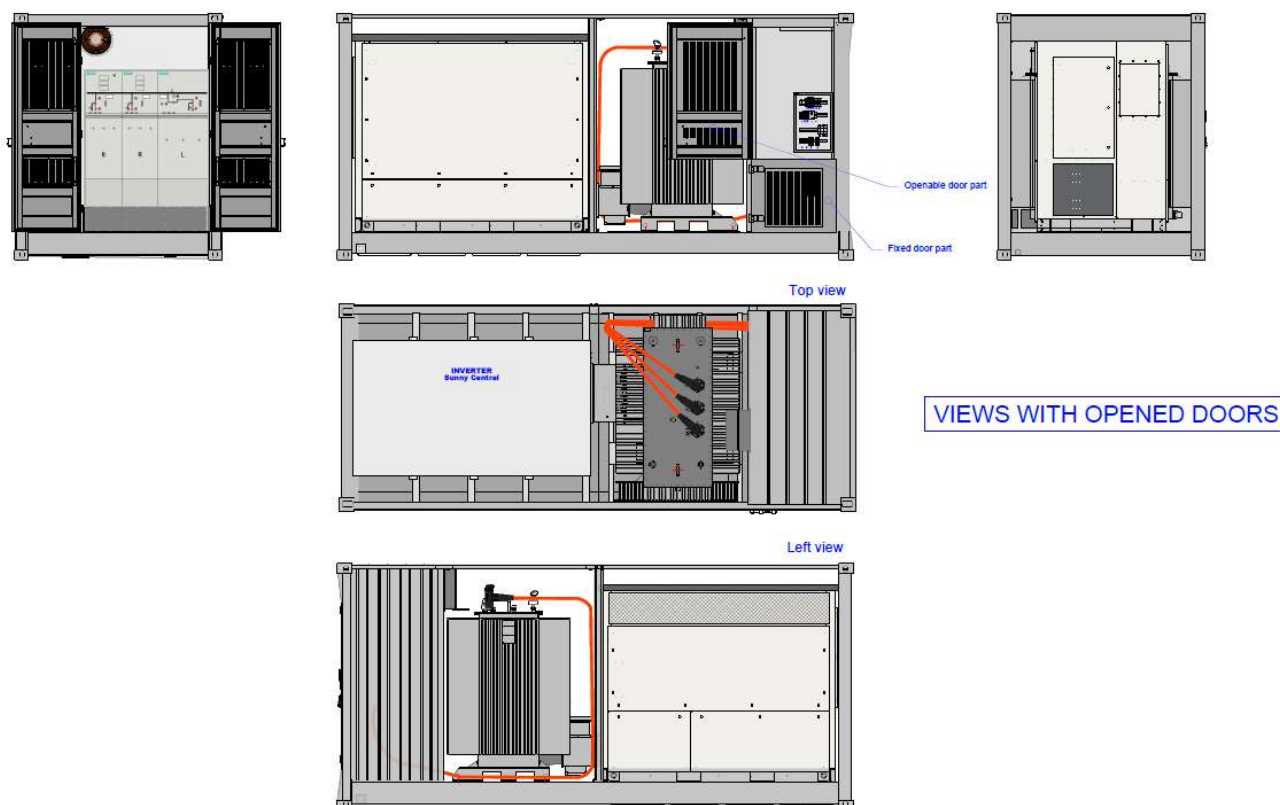 R R L
Openable door part
Fixed door part
Top view
INVERTER
Sunny Central
VIEWS WITH OPENED DOORS
Left view